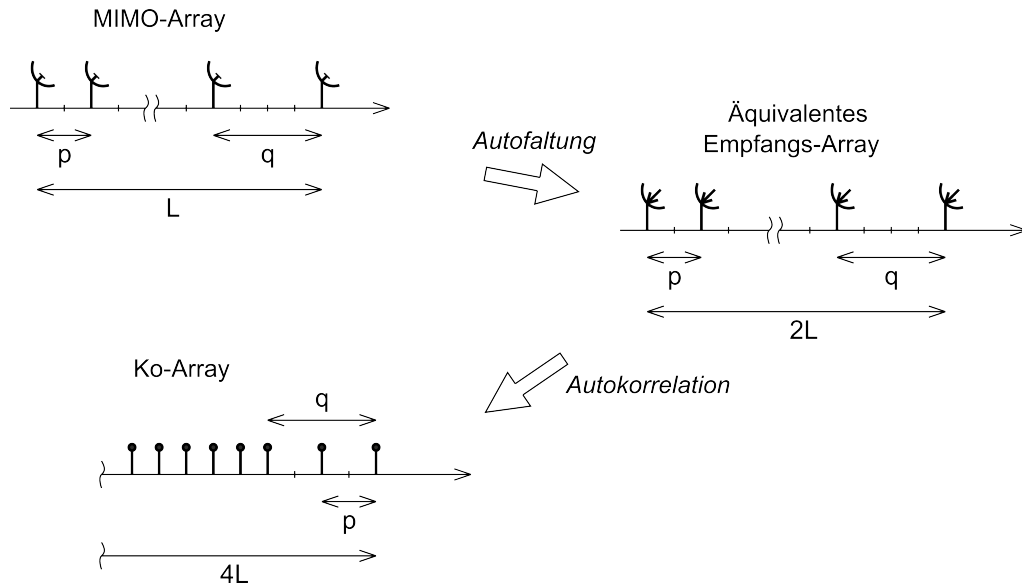 MIMO-Array
p
q
L
Autofaltung
Äquivalentes
Empfangs-Array
p
q
2L
Autokorrelation
Ko-Array
q
p
4L